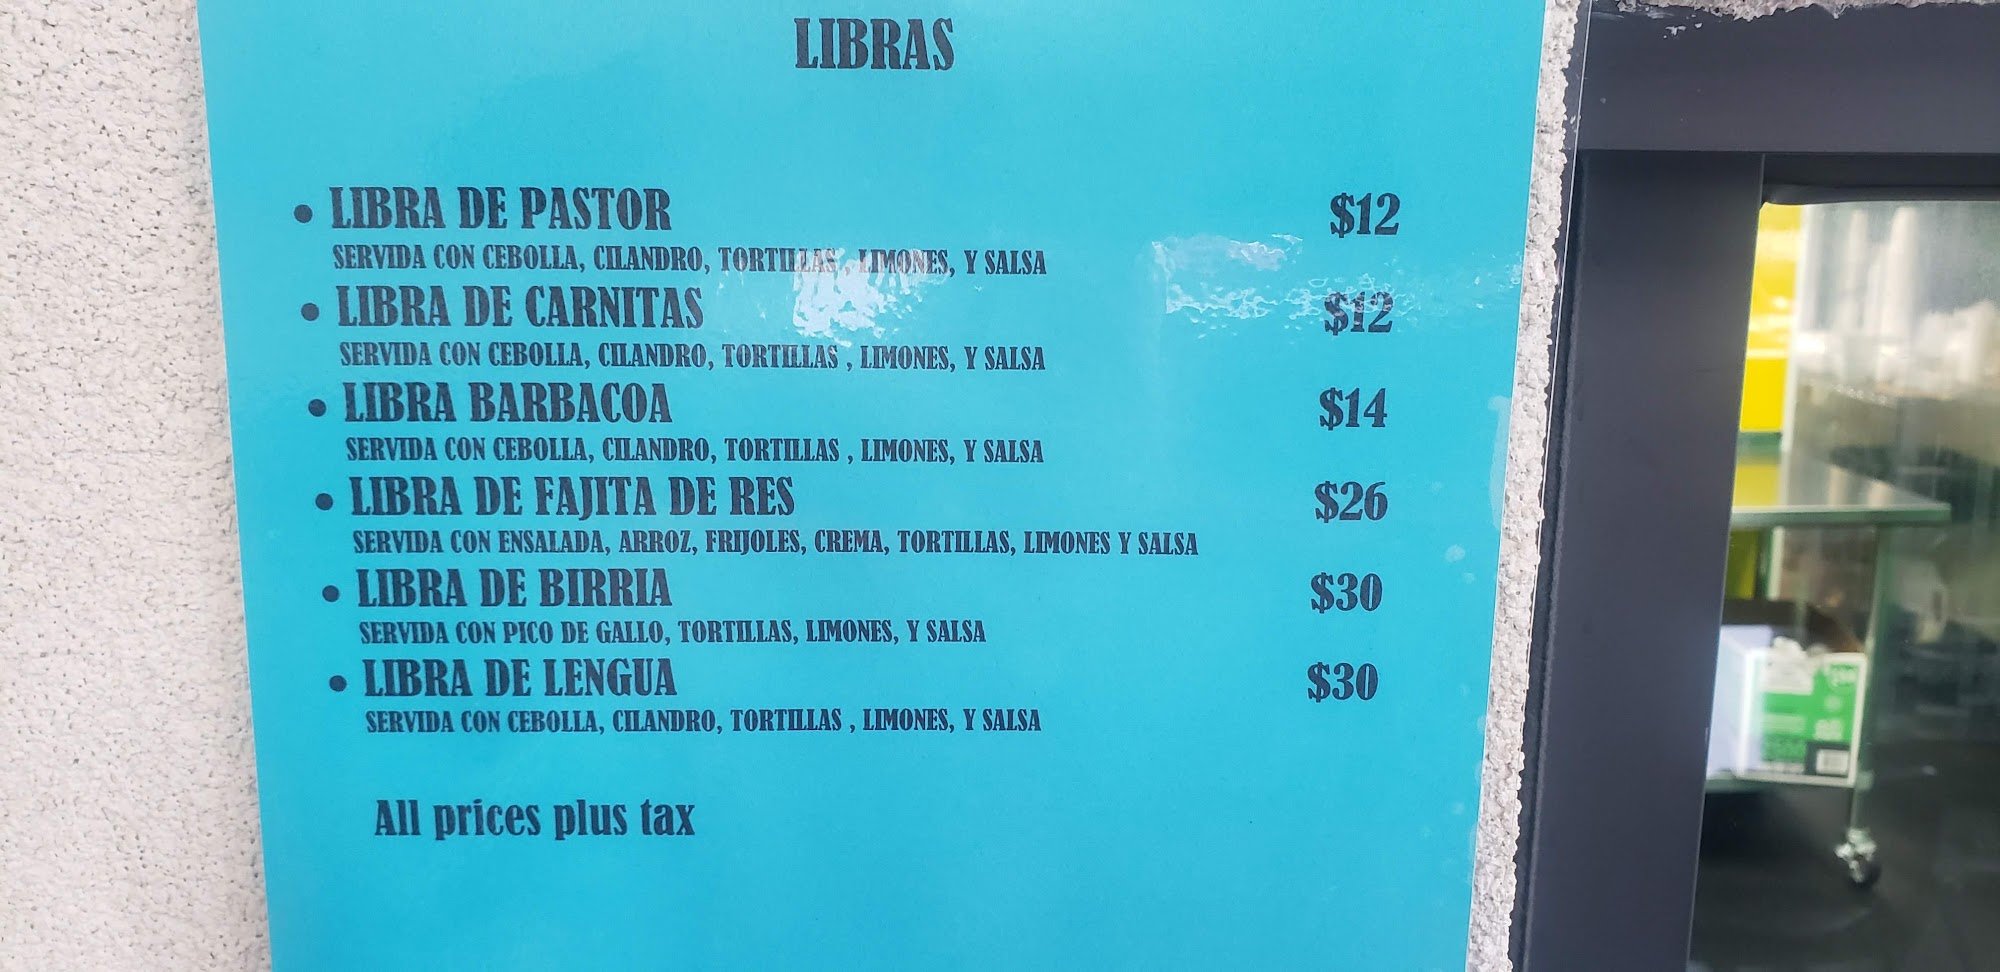 LIBRAS
• LIBRA DE PASTOR $12
SERVIDA CON CEBOLLA, CILANDRO, TORTILLAS , LIMONES, Y SALSA
• LIBRA DE CARNITAS $12
SERVIDA CON CEBOLLA, CILANDRO, TORTILLAS , LIMONES, Y SALSA
• LIBRA BARBACOA $14
SERVIDA CON CEBOLLA, CILANDRO, TORTILLAS , LIMONES, Y SALSA
• LIBRA DE FAJITA DE RES $26
SERVIDA CON ENSALADA, ARROZ, FRIJOLES, CREMA, TORTILLAS, LIMONES Y SALSA
• LIBRA DE BIRRIA $30
SERVIDA CON PICO DE GALLO, TORTILLAS, LIMONES, Y SALSA
• LIBRA DE LENGUA $30
SERVIDA CON CEBOLLA, CILANDRO, TORTILLAS , LIMONES, Y SALSA
All prices plus tax